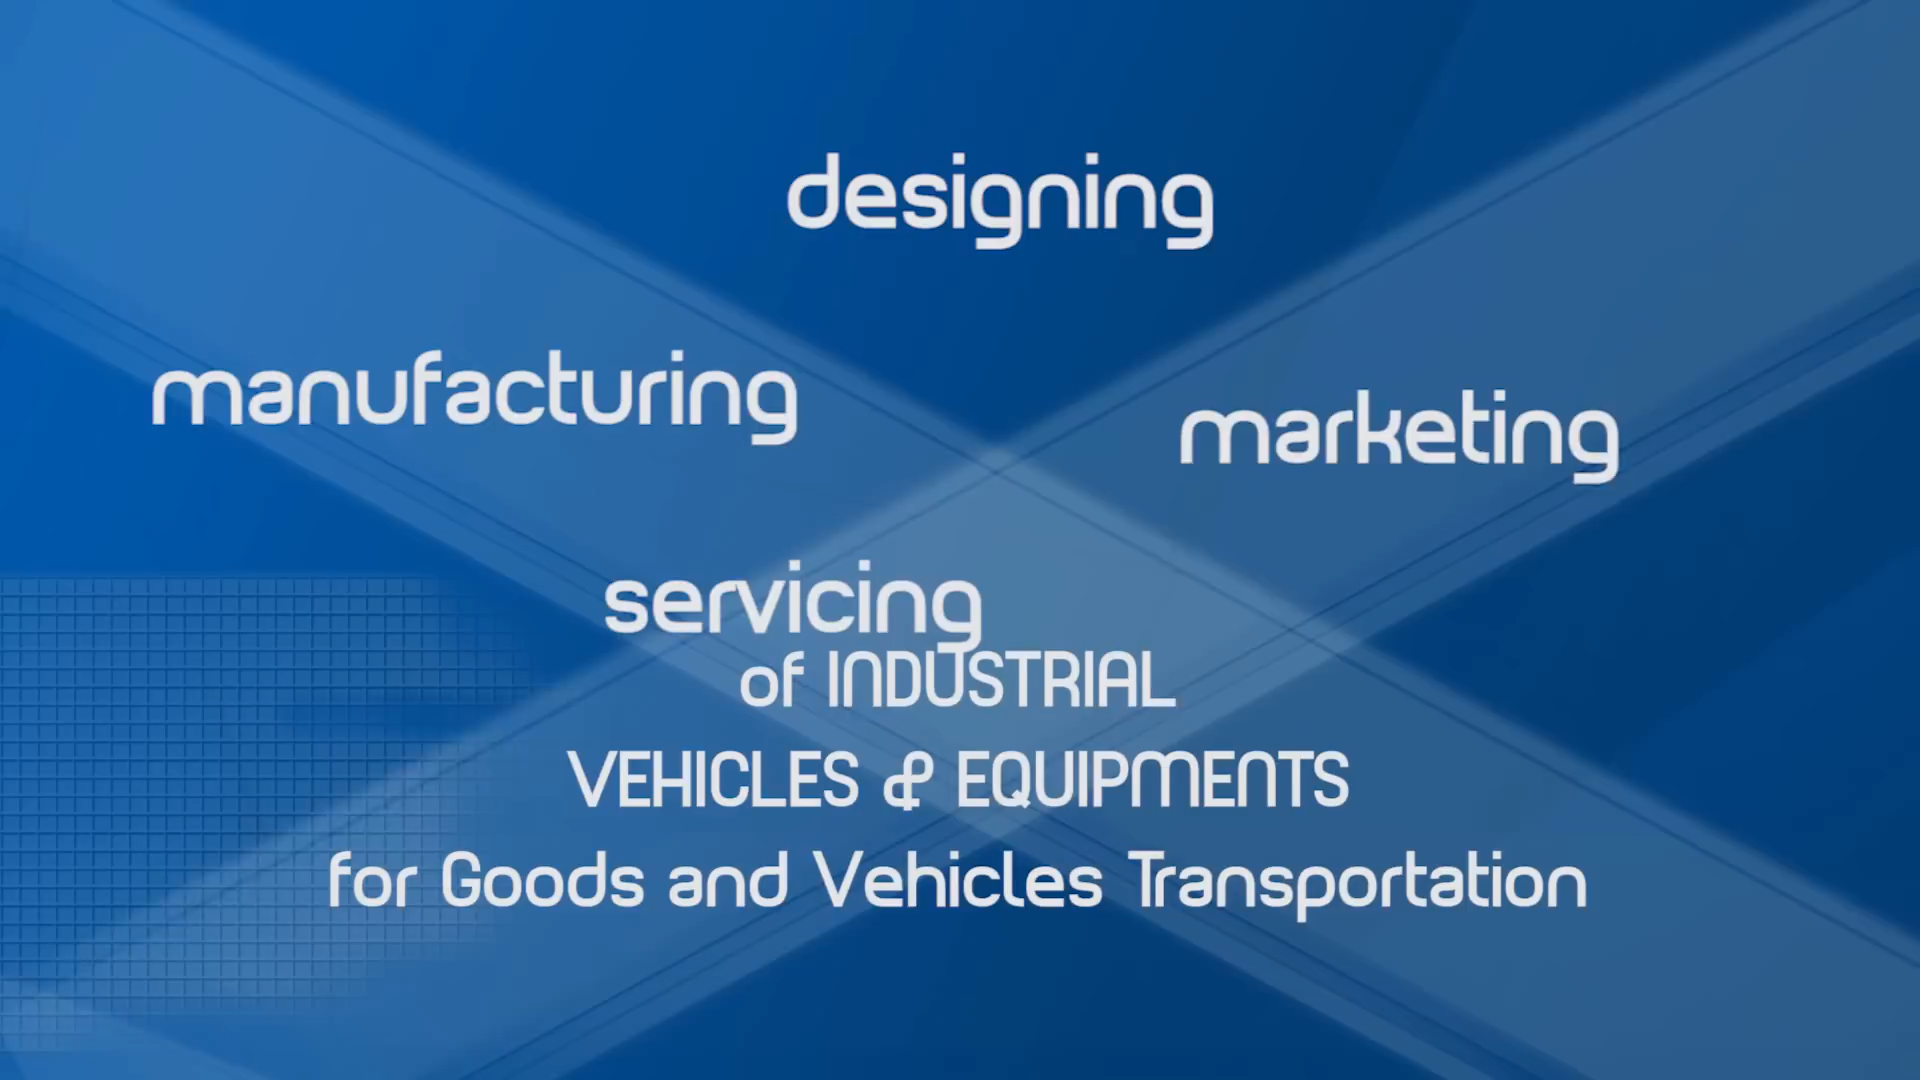 designing
manufacturing
marketing
servicing
of INDUSTRIAL
VEHICLES & EQUIPMENTS
for Goods and Vehicles Transportation